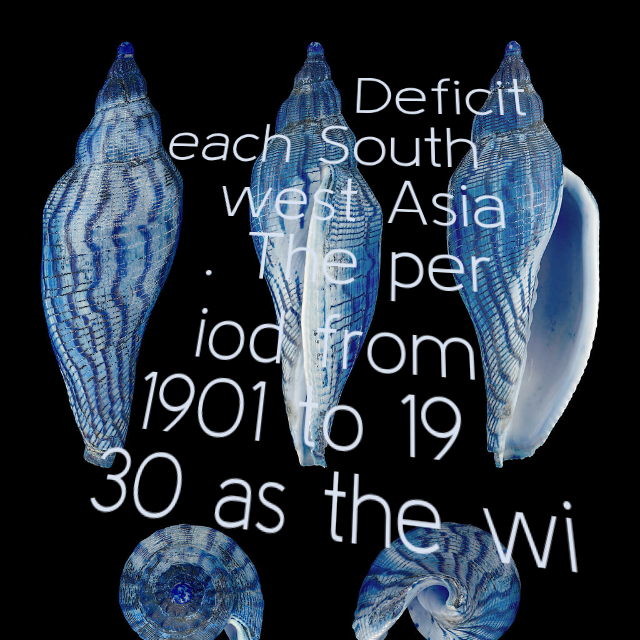 Deficit
each South
west Asia
. The per
iod from
1901 to 19
30 as the wi